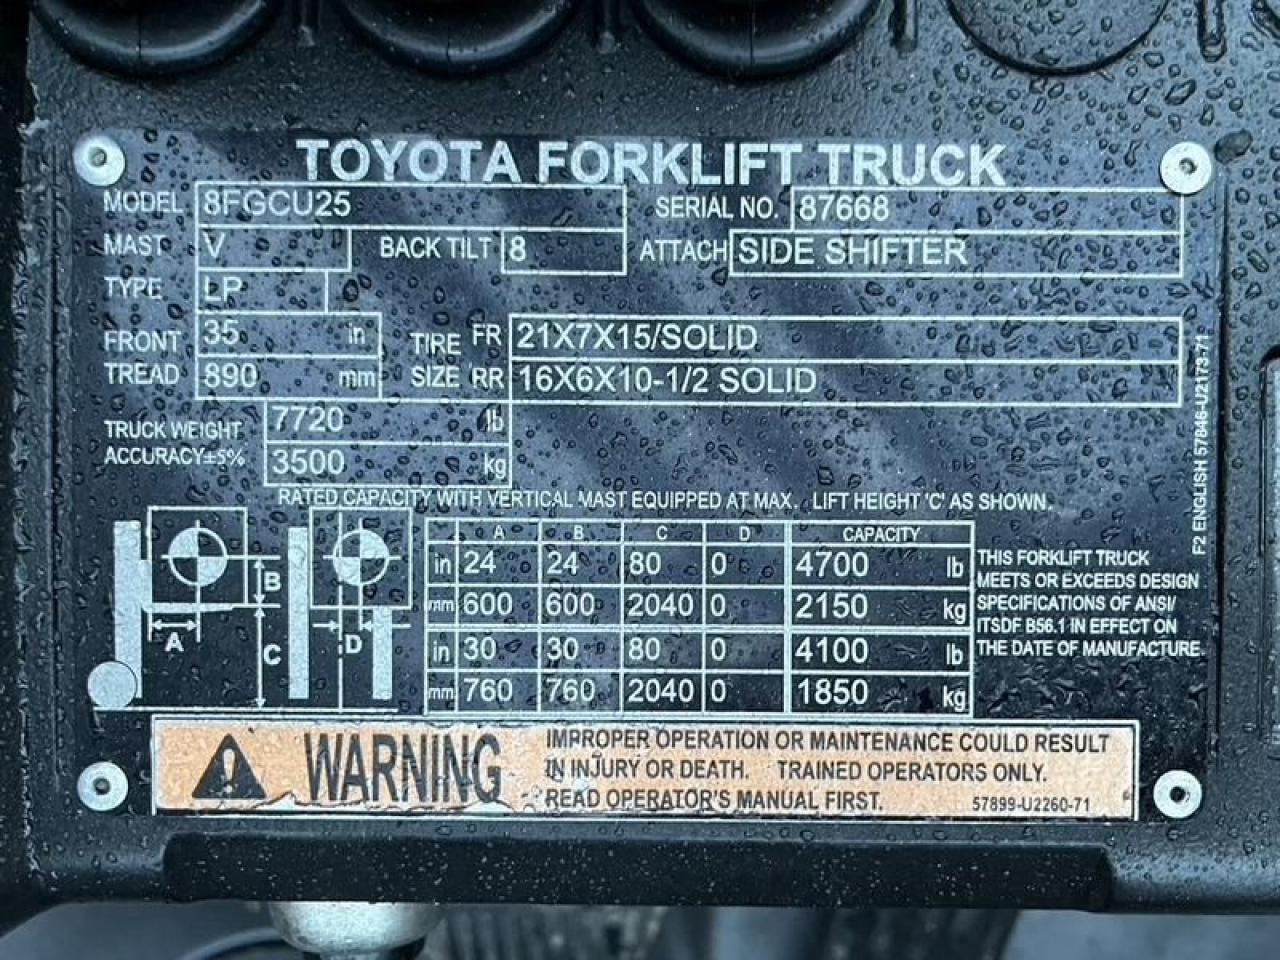 TOYOTA FORKLIFT TRUCK
MODEL 8FGCU25 SERIAL NO. 87668
MAST V BACK TILT 8 ATTACH SIDE SHIFTER
TYPE LP
FRONT TREAD 35 in TIRE SIZE FR 21X7X15/SOLID
890 mm RR 16X6X10-1/2 SOLID
TRUCK WEIGHT 7720 lb
ACCURACY±5% 3500 kg
RATED CAPACITY WITH VERTICAL MAST EQUIPPED AT MAX. LIFT HEIGHT 'C' AS SHOWN.
A B C D CAPACITY
in 24 24 80 0 4700 lb
mm 600 600 2040 0 2150 kg
in 30 30 80 0 4100 lb
mm 760 760 2040 0 1850 kg
B
A
C
D
THIS FORKLIFT TRUCK
MEETS OR EXCEEDS DESIGN
SPECIFICATIONS OF ANSI/
ITSDF B56.1 IN EFFECT ON
THE DATE OF MANUFACTURE.
F2 ENGLISH 57846-U2173-71
WARNING
IMPROPER OPERATION OR MAINTENANCE COULD RESULT
IN INJURY OR DEATH. TRAINED OPERATORS ONLY.
READ OPERATOR'S MANUAL FIRST. 57899-U2260-71